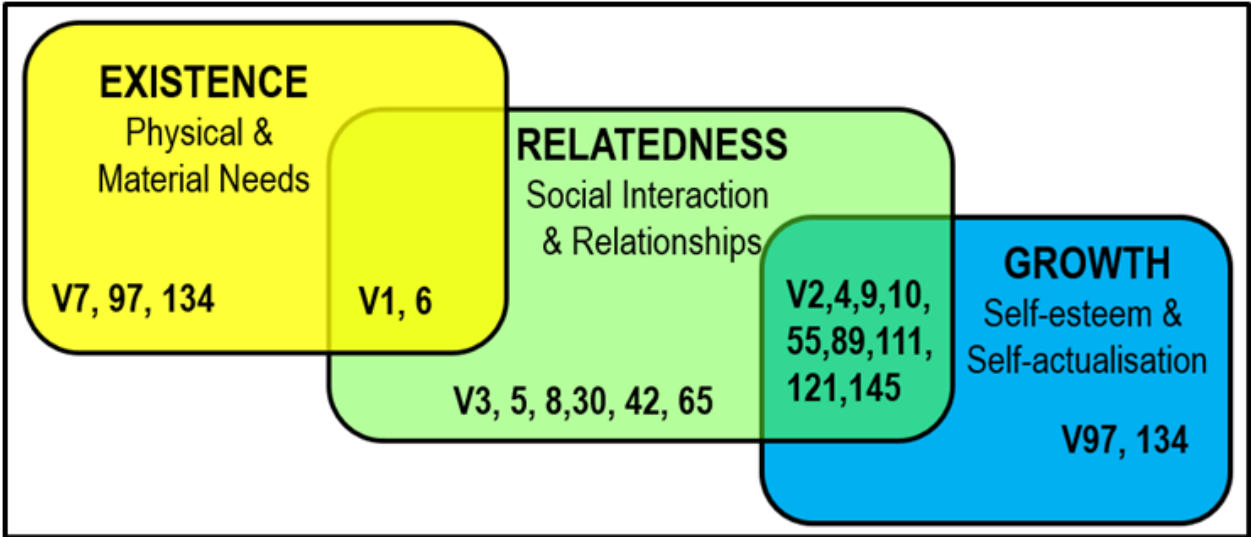 EXISTENCE
Physical &
Material Needs
V7, 97, 134
V1, 6
RELATEDNESS
Social Interaction
& Relationships
V3, 5, 8,30, 42, 65
V2,4,9,10,
55,89,111,
121,145
GROWTH
Self-esteem &
Self-actualisation
V97, 134